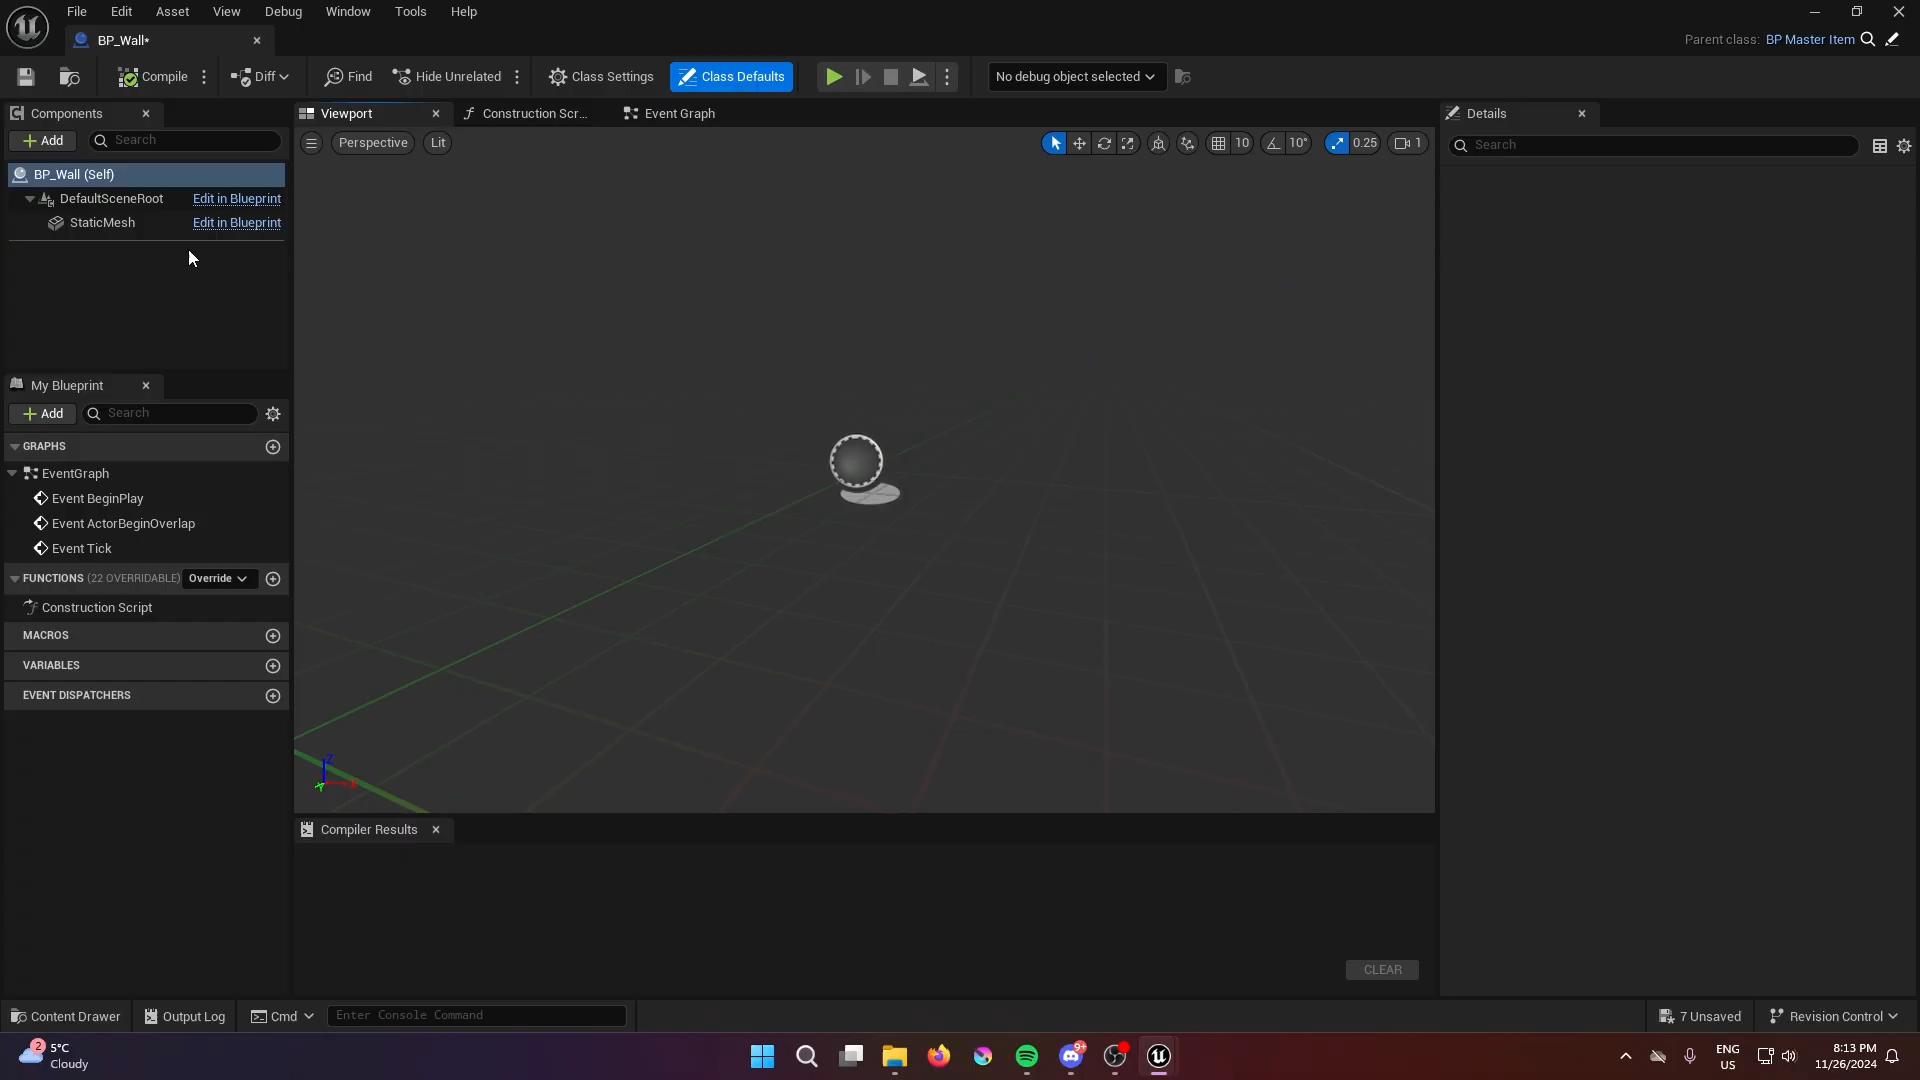 File Edit Asset View Debug Window Tools Help
BP_Wall*
Parent class: BP Master Item
Compile Diff Find Hide Unrelated Class Settings Class Defaults No debug object selected
Components
Viewport
Construction Scr...
Event Graph
Details
Add
Search
Perspective
Lit
10
10°
0.25
1
Search
BP_Wall (Self)
DefaultSceneRoot Edit in Blueprint
StaticMesh Edit in Blueprint
My Blueprint
Add
Search
GRAPHS
EventGraph
Event BeginPlay
Event ActorBeginOverlap
Event Tick
FUNCTIONS (22 OVERRIDABLE) Override
Construction Script
MACROS
VARIABLES
EVENT DISPATCHERS
Z
Compiler Results
CLEAR
Content Drawer Output Log Cmd Enter Console Command 7 Unsaved Revision Control
2
5°C
Cloudy
9+
ENG
US
8:13 PM
11/26/2024